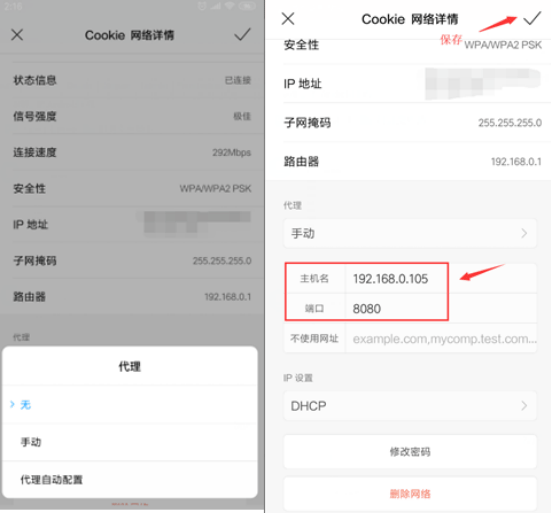 2:16
Cookie 网络详情
状态信息 已连接
信号强度 极佳
连接速度 292Mbps
安全性 WPA/WPA2 PSK
IP 地址
子网掩码 255.255.255.0
路由器 192.168.0.1
代理
代理
无
手动
代理自动配置
Cookie 网络详情
保存
安全性 WPA/WPA2 PSK
IP 地址
子网掩码 255.255.255.0
路由器 192.168.0.1
代理
手动
主机名 192.168.0.105
端口 8080
不使用网址 example.com,mycomp.test.com...
IP 设置
DHCP
修改密码
删除网络